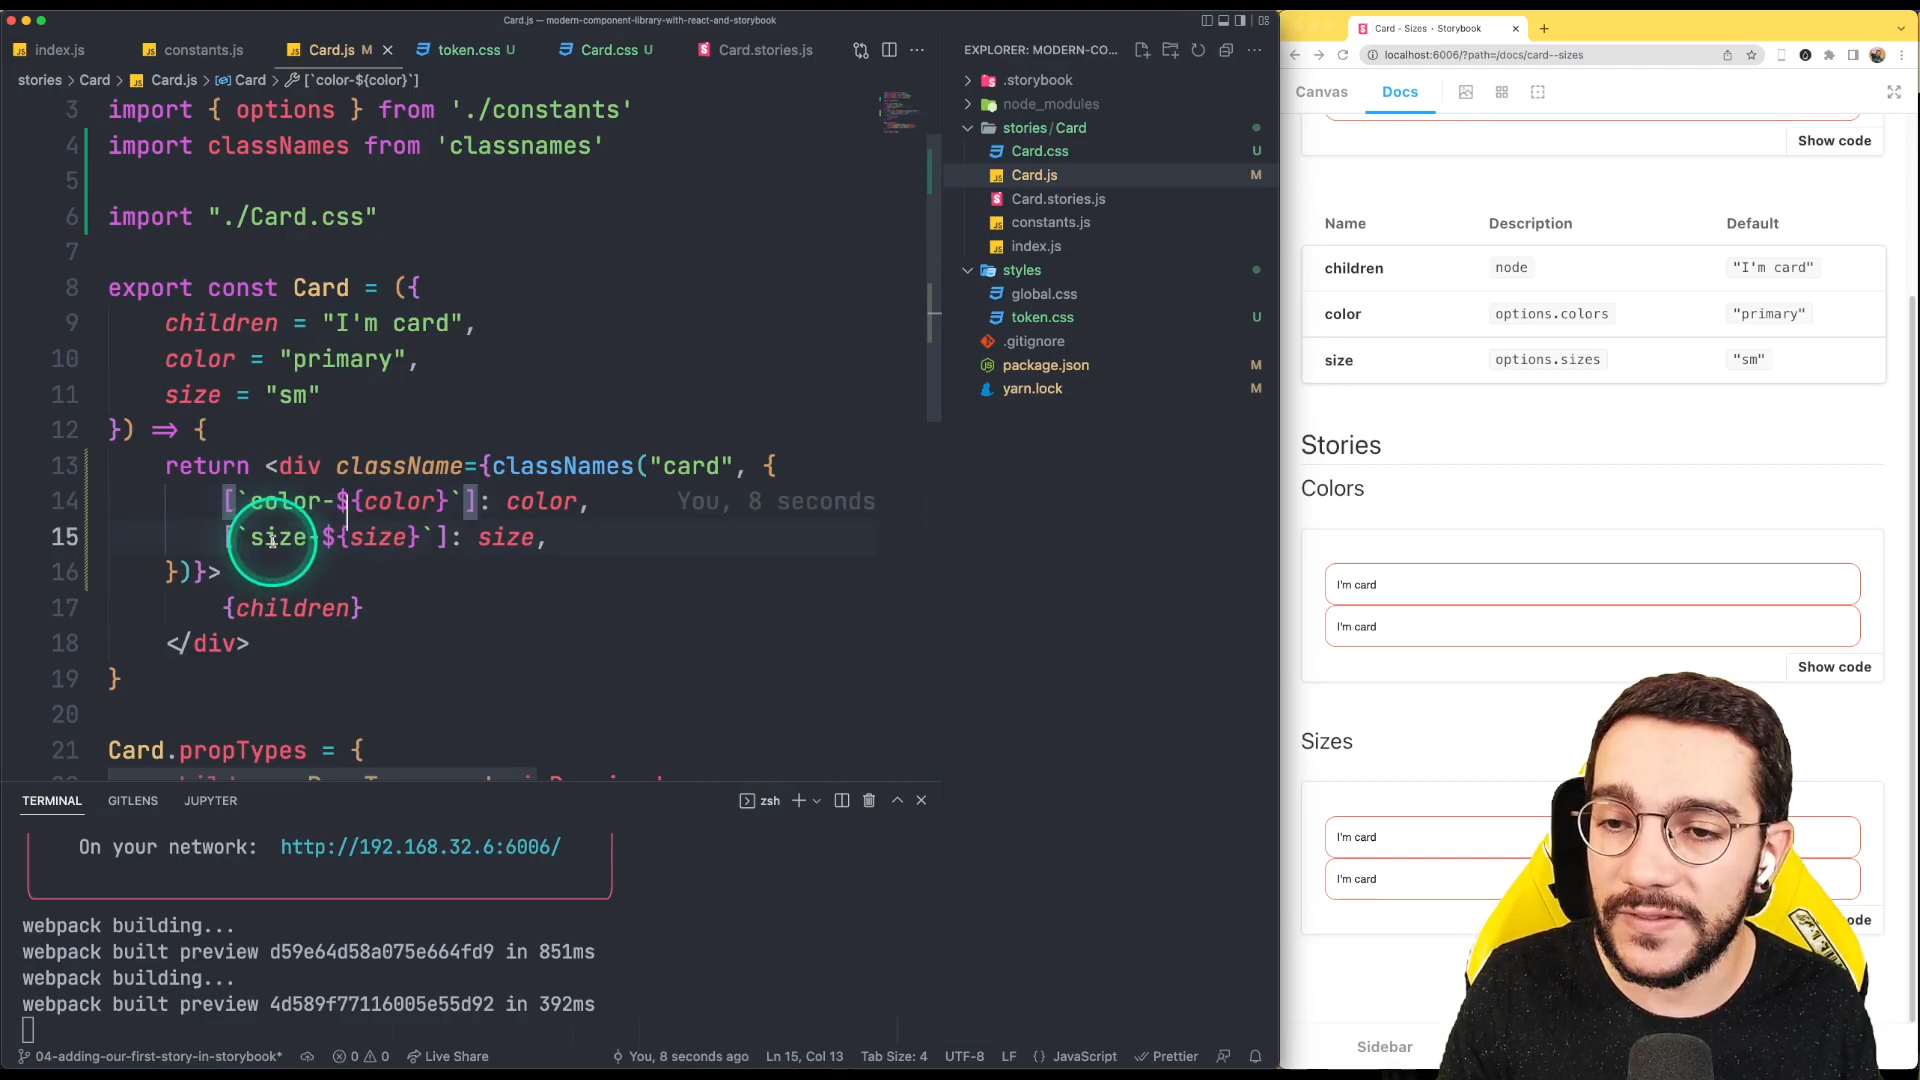 Card.js — modern-component-library-with-react-and-storybook
index.js
constants.js
Card.js M
token.css U
Card.css U
Card.stories.js
stories > Card > Card.js > Card > [`color-${color}`]
3 import { options } from './constants'
4 import classNames from 'classnames'
5
6 import "./Card.css"
7
8 export const Card = ({
9 children = "I'm card",
10 color = "primary",
11 size = "sm"
12 }) => {
13 return <div className={classNames("card", {
14 [`color-${color}`]: color, You, 8 seconds
15 [`size-${size}`]: size,
16 })}>
17 {children}
18 </div>
19 }
20
21 Card.propTypes = {
TERMINAL GITLENS JUPYTER
zsh
On your network: http://192.168.32.6:6006/
webpack building...
webpack built preview d59e64d58a075e664fd9 in 851ms
webpack building...
webpack built preview 4d589f77116005e55d92 in 392ms
04-adding-our-first-story-in-storybook* 0 0 Live Share You, 8 seconds ago Ln 15, Col 13 Tab Size: 4 UTF-8 LF {} JavaScript Prettier
EXPLORER: MODERN-CO...
.storybook
node_modules
stories / Card
Card.css U
Card.js M
Card.stories.js
constants.js
index.js
styles
global.css
token.css U
.gitignore
package.json M
yarn.lock M
Card - Sizes - Storybook
localhost:6006/?path=/docs/card--sizes
Canvas Docs
Show code
Name Description Default
children node "I'm card"
color options.colors "primary"
size options.sizes "sm"
Stories
Colors
I'm card
I'm card
Show code
Sizes
I'm card
I'm card
Sidebar